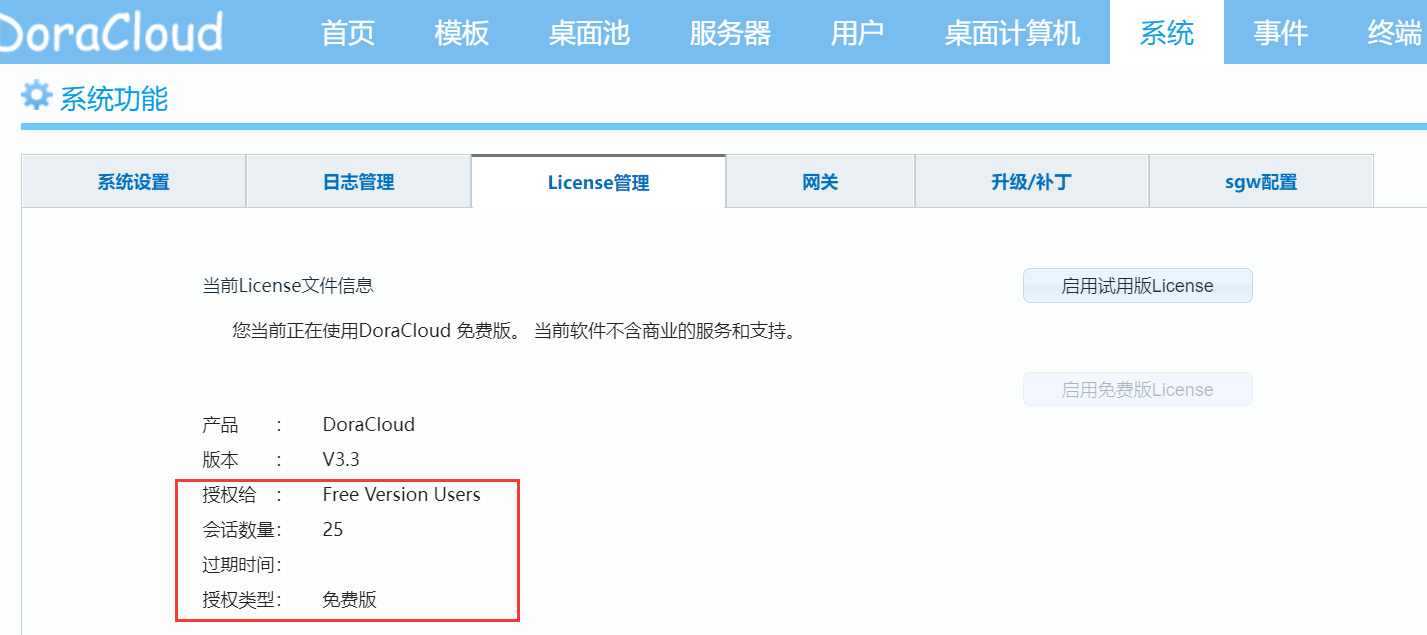 DoraCloud 首页 模板 桌面池 服务器 用户 桌面计算机 系统 事件 终端
系统功能
系统设置 日志管理 License管理 网关 升级/补丁 sgw配置
当前License文件信息 启用试用版License
您当前正在使用DoraCloud 免费版。 当前软件不含商业的服务和支持。
启用免费版License
产品 : DoraCloud
版本 : V3.3
授权给 : Free Version Users
会话数量: 25
过期时间:
授权类型: 免费版